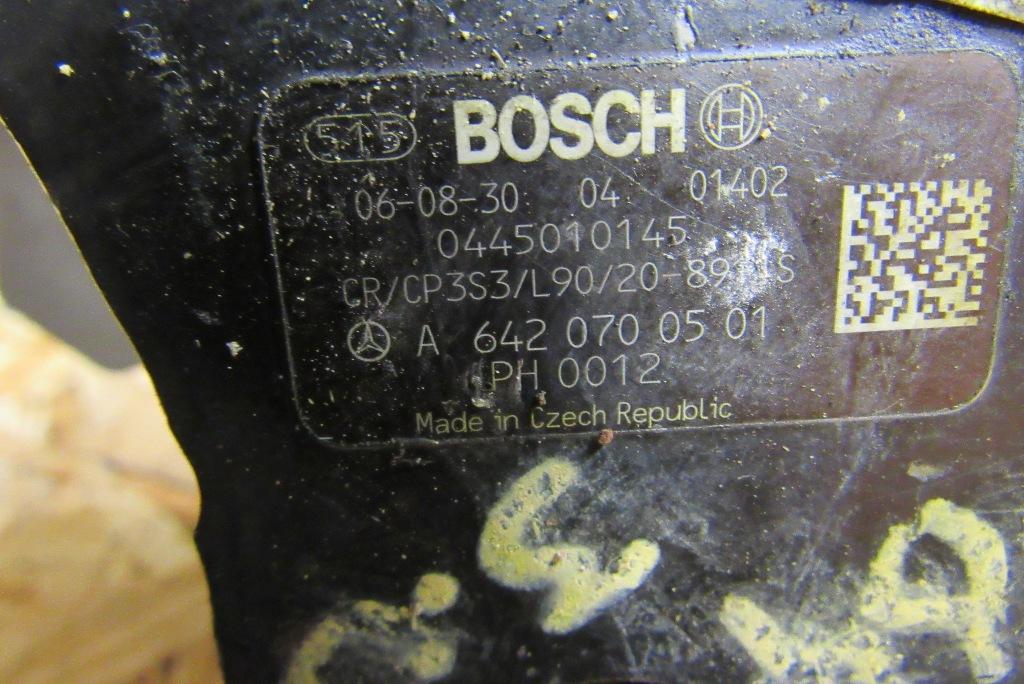 515 BOSCH
06-08-30 04 01402
0445010145
A 642 070 05 01
PH 0012
Made in Czech Republic